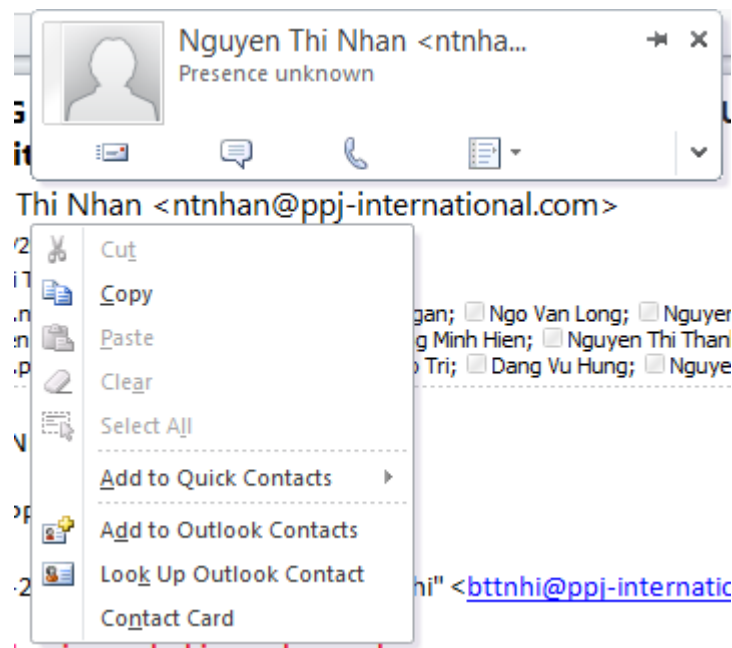 Nguyen Thi Nhan <ntnha...
Presence unknown
Thi Nhan <ntnhan@ppj-international.com>
Cut
Copy
Paste
Clear
Select All
Add to Quick Contacts
Add to Outlook Contacts
Look Up Outlook Contact
Contact Card
gan; Ngo Van Long; Nguyen
g Minh Hien; Nguyen Thi Thanh
Tri; Dang Vu Hung; Nguye
hi" <bttnhi@ppj-internatio